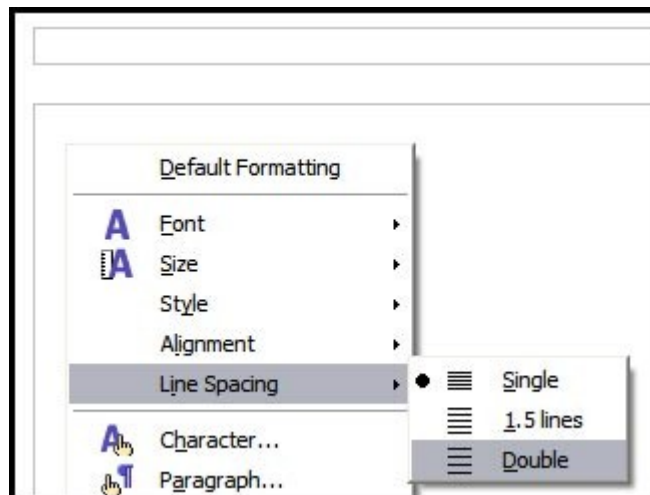 Default Formatting
Font
Size
Style
Alignment
Line Spacing
Single
1.5 lines
Double
Character...
Paragraph...